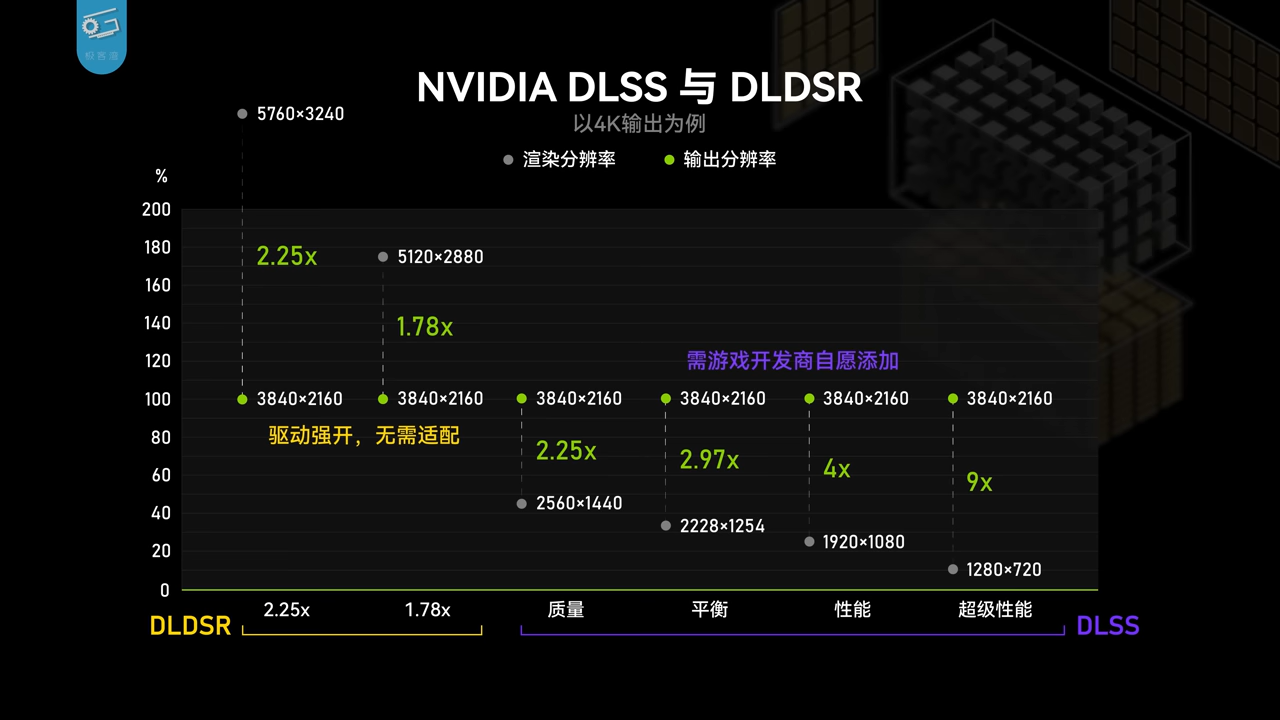 极客湾
NVIDIA DLSS 与 DLDSR
以4K输出为例
渲染分辨率
输出分辨率
%
200
180
160
140
120
100
80
60
40
20
0
5760×3240
2.25x
5120×2880
1.78x
需游戏开发商自愿添加
3840×2160
3840×2160
3840×2160
3840×2160
3840×2160
3840×2160
驱动强开，无需适配
2.25x
2.97x
4x
9x
2560×1440
2228×1254
1920×1080
1280×720
2.25x
1.78x
质量
平衡
性能
超级性能
DLDSR
DLSS